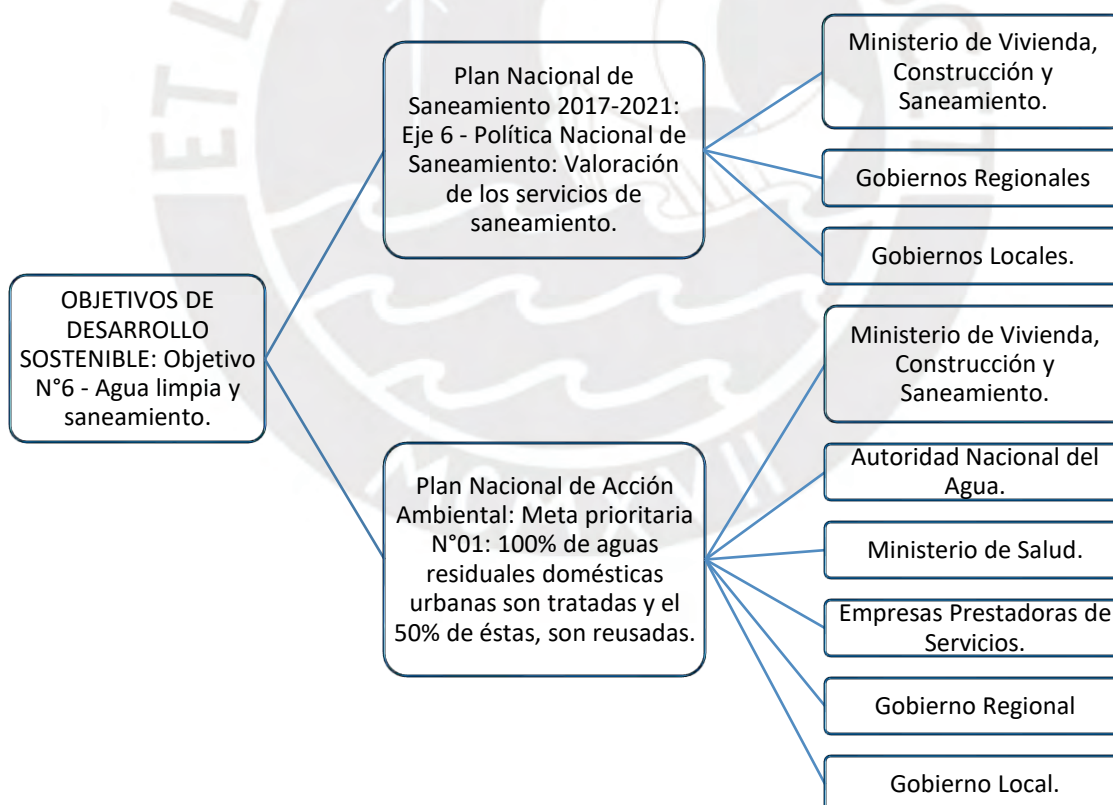 OBJETIVOS DE
DESARROLLO
SOSTENIBLE: Objetivo
N°6 - Agua limpia y
saneamiento.
Plan Nacional de
Saneamiento 2017-2021:
Eje 6 - Política Nacional de
Saneamiento: Valoración
de los servicios de
saneamiento.
Ministerio de Vivienda,
Construcción y
Saneamiento.
Gobiernos Regionales
Gobiernos Locales.
Plan Nacional de Acción
Ambiental: Meta prioritaria
N°01: 100% de aguas
residuales domésticas
urbanas son tratadas y el
50% de éstas, son reusadas.
Ministerio de Vivienda,
Construcción y
Saneamiento.
Autoridad Nacional del
Agua.
Ministerio de Salud.
Empresas Prestadoras de
Servicios.
Gobierno Regional
Gobierno Local.